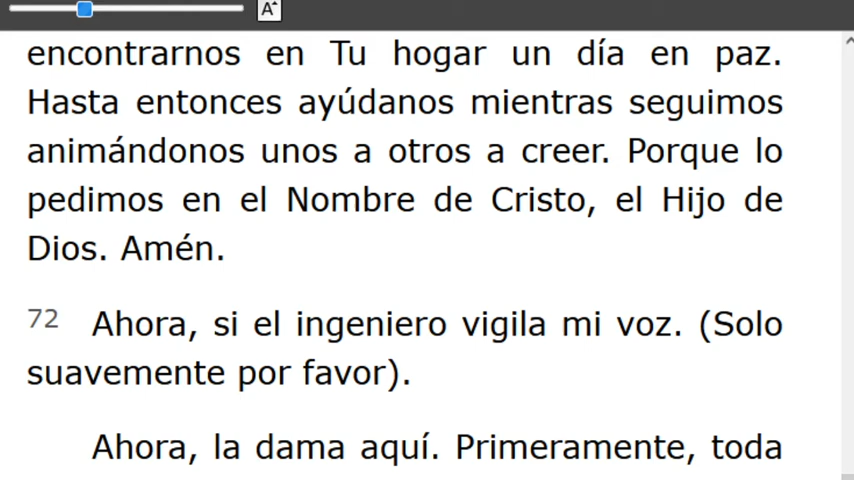 A
encontrarnos en Tu hogar un día en paz.
Hasta entonces ayúdanos mientras seguimos
animándonos unos a otros a creer. Porque lo
pedimos en el Nombre de Cristo, el Hijo de
Dios. Amén.
72 Ahora, si el ingeniero vigila mi voz. (Solo
suavemente por favor).
Ahora, la dama aquí. Primeramente, toda